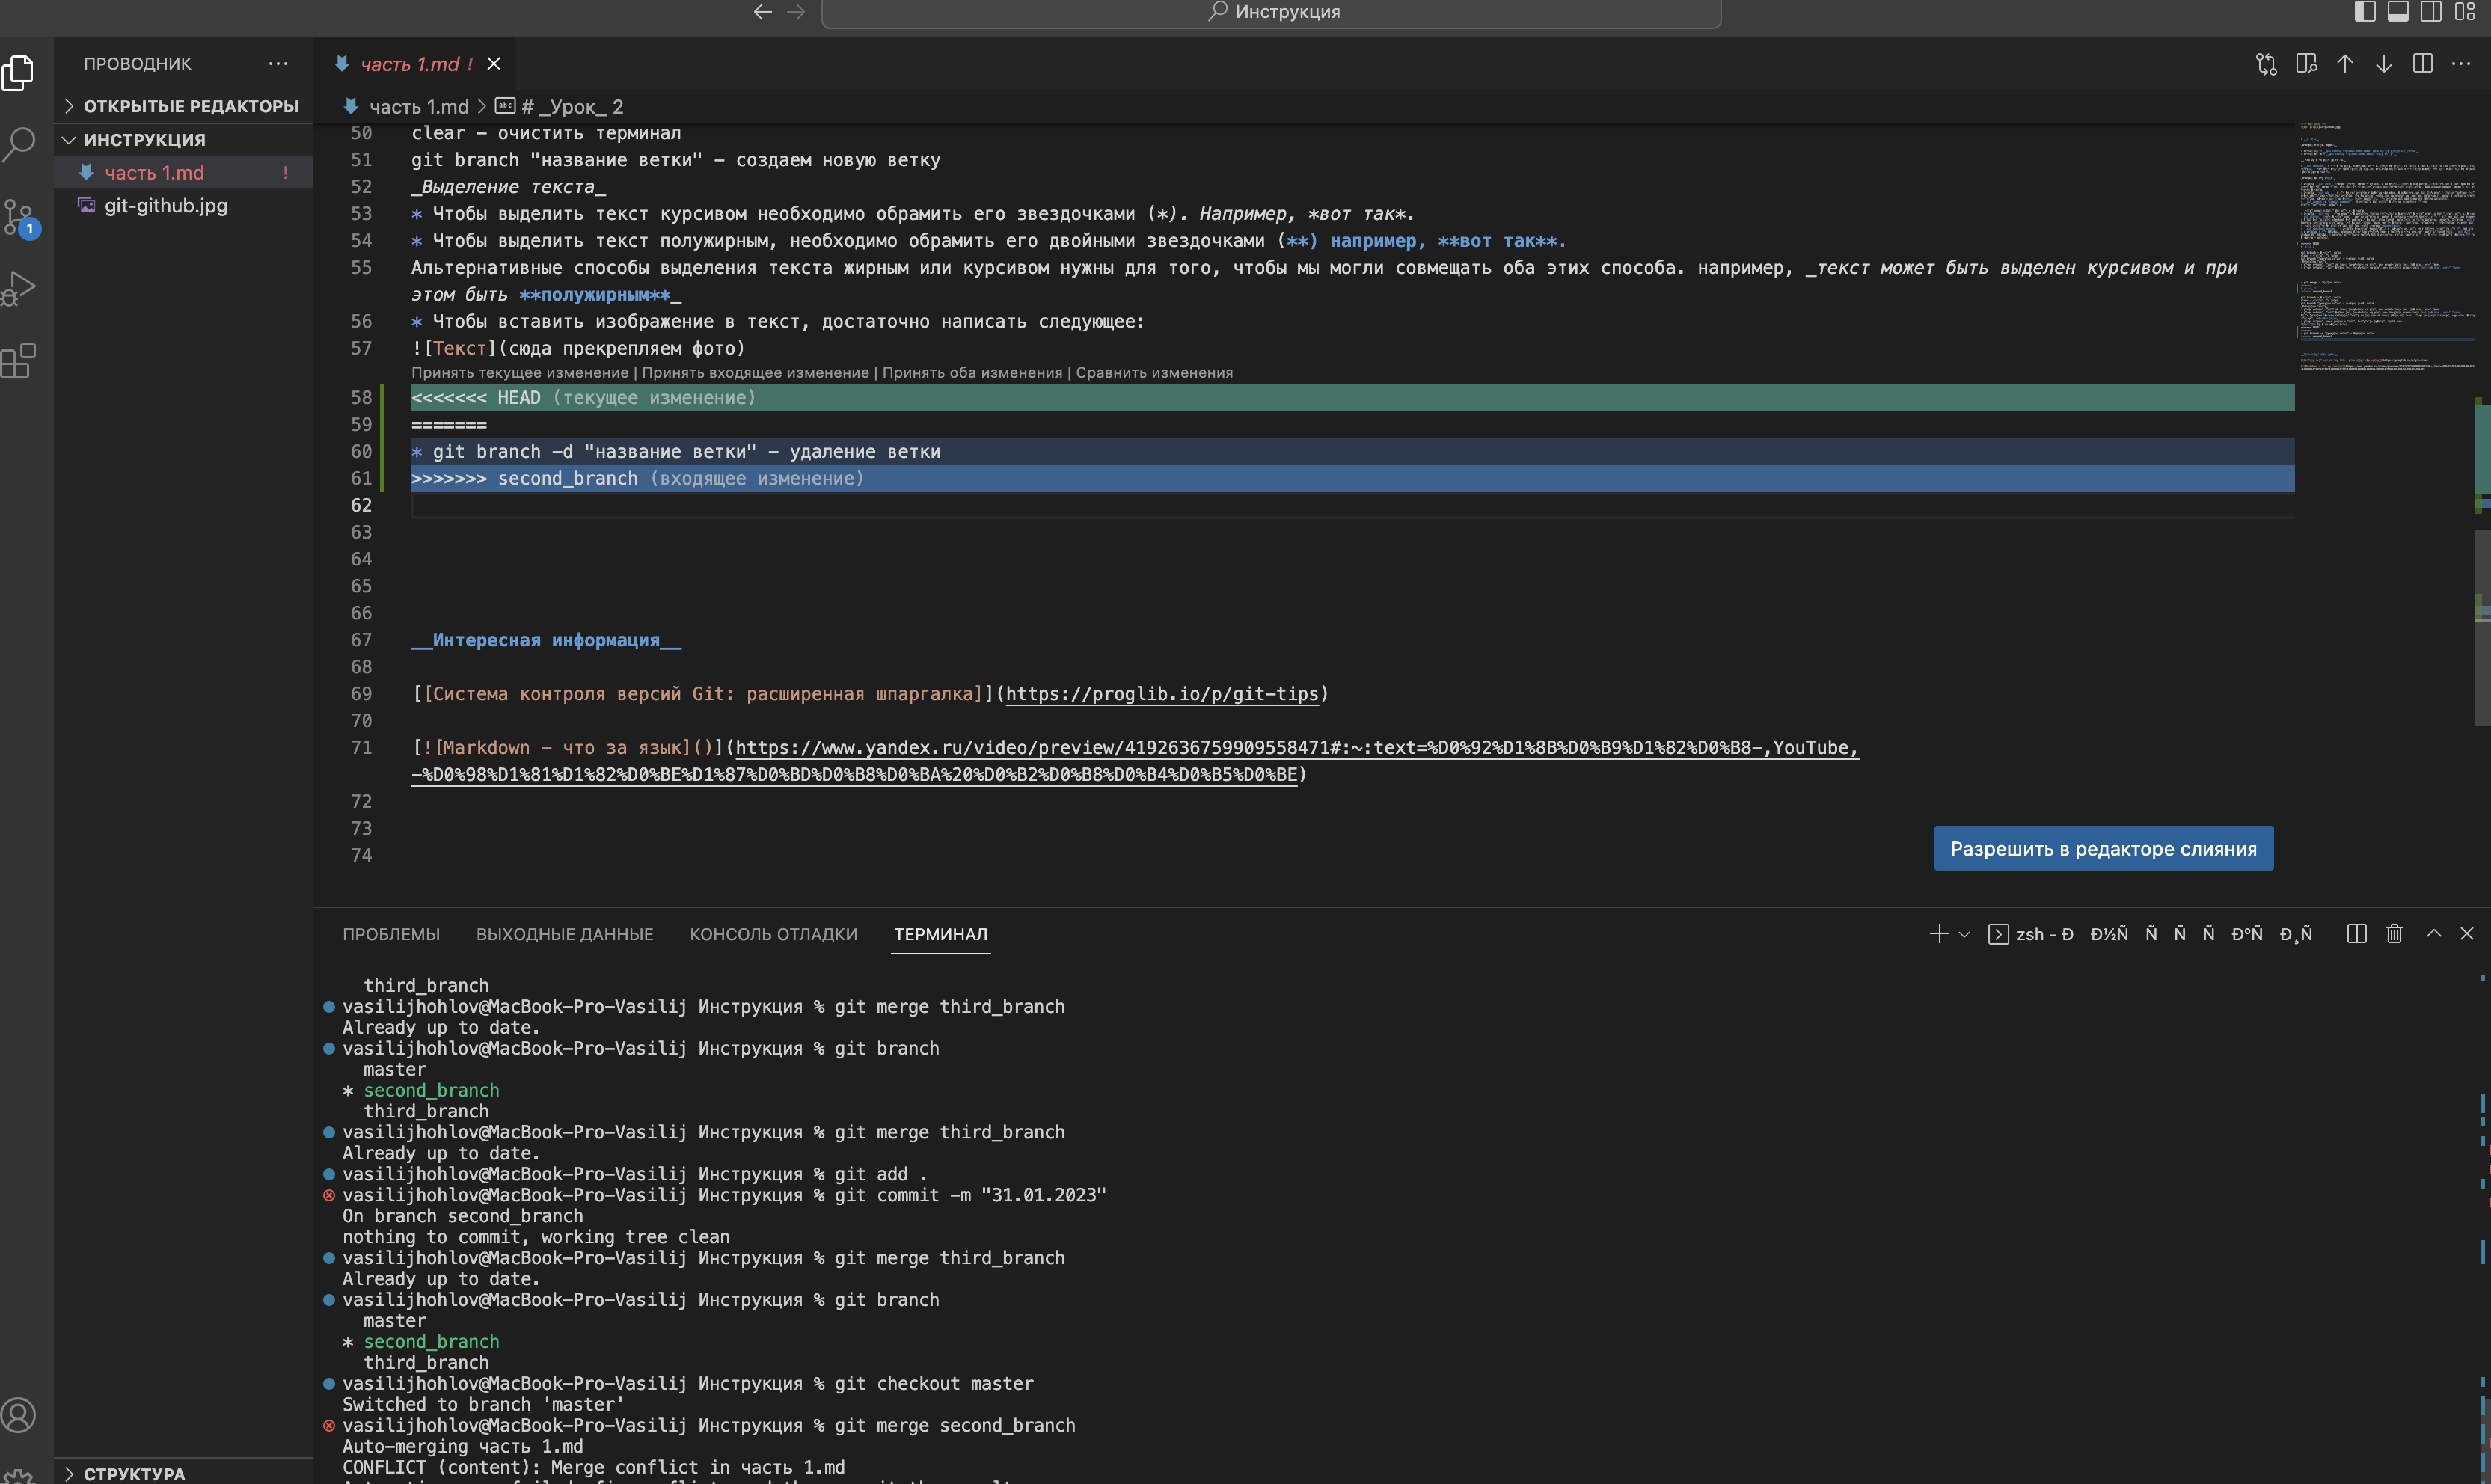 Инструкция
ПРОВОДНИК
ОТКРЫТЫЕ РЕДАКТОРЫ
ИНСТРУКЦИЯ
часть 1.md !
git-github.jpg
1
СТРУКТУРА
часть 1.md !
часть 1.md > # _Урок_ 2
50 clear – очистить терминал
51 git branch "название ветки" – создаем новую ветку
52 _Выделение текста_
53 * Чтобы выделить текст курсивом необходимо обрамить его звездочками (*). Например, *вот так*.
54 * Чтобы выделить текст полужирным, необходимо обрамить его двойными звездочками (**) например, **вот так**.
55 Альтернативные способы выделения текста жирным или курсивом нужны для того, чтобы мы могли совмещать оба этих способа. например, _текст может быть выделен курсивом и при
этом быть **полужирным**_
56 * Чтобы вставить изображение в текст, достаточно написать следующее:
57 ![Текст](сюда прекрепляем фото)
Принять текущее изменение | Принять входящее изменение | Принять оба изменения | Сравнить изменения
58 <<<<<<< HEAD (текущее изменение)
59 =======
60 * git branch -d "название ветки" – удаление ветки
61 >>>>>>> second_branch (входящее изменение)
62
63
64
65
66
67 __Интересная информация__
68
69 [[Система контроля версий Git: расширенная шпаргалка]](https://proglib.io/p/git-tips)
70
71 [![Markdown – что за язык]()](https://www.yandex.ru/video/preview/4192636759909558471#:~:text=%D0%92%D1%8B%D0%B9%D1%82%D0%B8-,YouTube,
-%D0%98%D1%81%D1%82%D0%BE%D1%87%D0%BD%D0%B8%D0%BA%20%D0%B2%D0%B8%D0%B4%D0%B5%D0%BE)
72
73
74
Разрешить в редакторе слияния
ПРОБЛЕМЫ ВЫХОДНЫЕ ДАННЫЕ КОНСОЛЬ ОТЛАДКИ ТЕРМИНАЛ
zsh - Ð Ð½Ñ Ñ Ñ Ñ Ð°Ñ Ð¸Ñ
third_branch
vasilijhohlov@MacBook-Pro-Vasilij Инструкция % git merge third_branch
Already up to date.
vasilijhohlov@MacBook-Pro-Vasilij Инструкция % git branch
master
* second_branch
third_branch
vasilijhohlov@MacBook-Pro-Vasilij Инструкция % git merge third_branch
Already up to date.
vasilijhohlov@MacBook-Pro-Vasilij Инструкция % git add .
vasilijhohlov@MacBook-Pro-Vasilij Инструкция % git commit -m "31.01.2023"
On branch second_branch
nothing to commit, working tree clean
vasilijhohlov@MacBook-Pro-Vasilij Инструкция % git merge third_branch
Already up to date.
vasilijhohlov@MacBook-Pro-Vasilij Инструкция % git branch
master
* second_branch
third_branch
vasilijhohlov@MacBook-Pro-Vasilij Инструкция % git checkout master
Switched to branch 'master'
vasilijhohlov@MacBook-Pro-Vasilij Инструкция % git merge second_branch
Auto-merging часть 1.md
CONFLICT (content): Merge conflict in часть 1.md